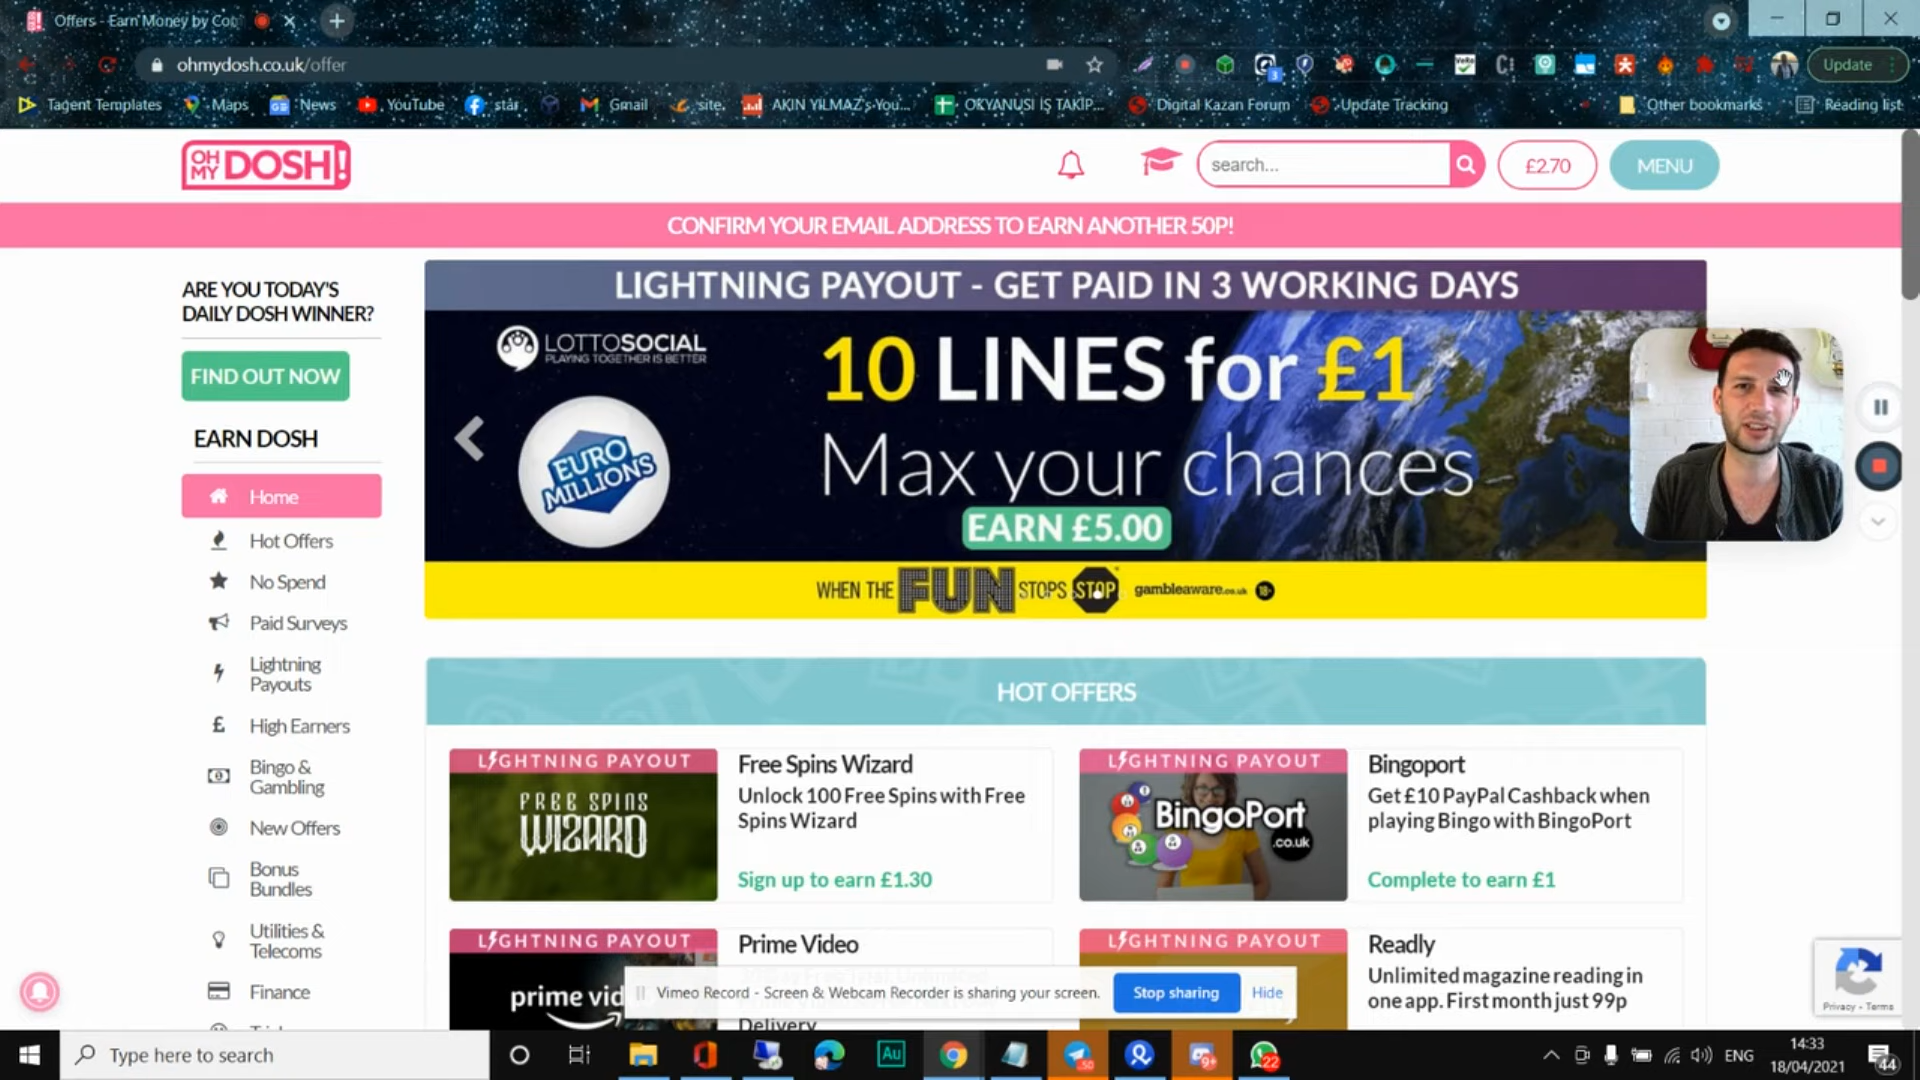 Offers - Earn Money by Co
ohmydosh.co.uk/offer
Update
Tagent Templates
Maps
News
YouTube
star
Gmail
site.
AKIN YILMAZ's You...
OKYANUSI İŞ TAKİP...
Digital Kazan Forum
Update Tracking
Other bookmarks
Reading list
OH MY DOSH!
search...
£2.70
MENU
CONFIRM YOUR EMAIL ADDRESS TO EARN ANOTHER 50P!
ARE YOU TODAY'S
DAILY DOSH WINNER?
FIND OUT NOW
EARN DOSH
Home
Hot Offers
No Spend
Paid Surveys
Lightning
Payouts
High Earners
Bingo &
Gambling
New Offers
Bonus
Bundles
Utilities &
Telecoms
Finance
LIGHTNING PAYOUT - GET PAID IN 3 WORKING DAYS
LOTTOSOCIAL
PLAYING TOGETHER IS BETTER
EURO
MILLIONS
10 LINES for £1
Max your chances
EARN £5.00
WHEN THE FUN STOPS STOP
gambleaware.co.uk 18+
HOT OFFERS
LIGHTNING PAYOUT
FREE SPINS
WIZARD
Free Spins Wizard
Unlock 100 Free Spins with Free
Spins Wizard
Sign up to earn £1.30
LIGHTNING PAYOUT
BingoPort
.co.uk
Bingoport
Get £10 PayPal Cashback when
playing Bingo with BingoPort
Complete to earn £1
LIGHTNING PAYOUT
prime vid
Prime Video
Delivery
LIGHTNING PAYOUT
Readly
Unlimited magazine reading in
one app. First month just 99p
Vimeo Record - Screen & Webcam Recorder is sharing your screen.
Stop sharing
Hide
Privacy - Terms
Type here to search
Au
9+
22
ENG
14:33
18/04/2021
44